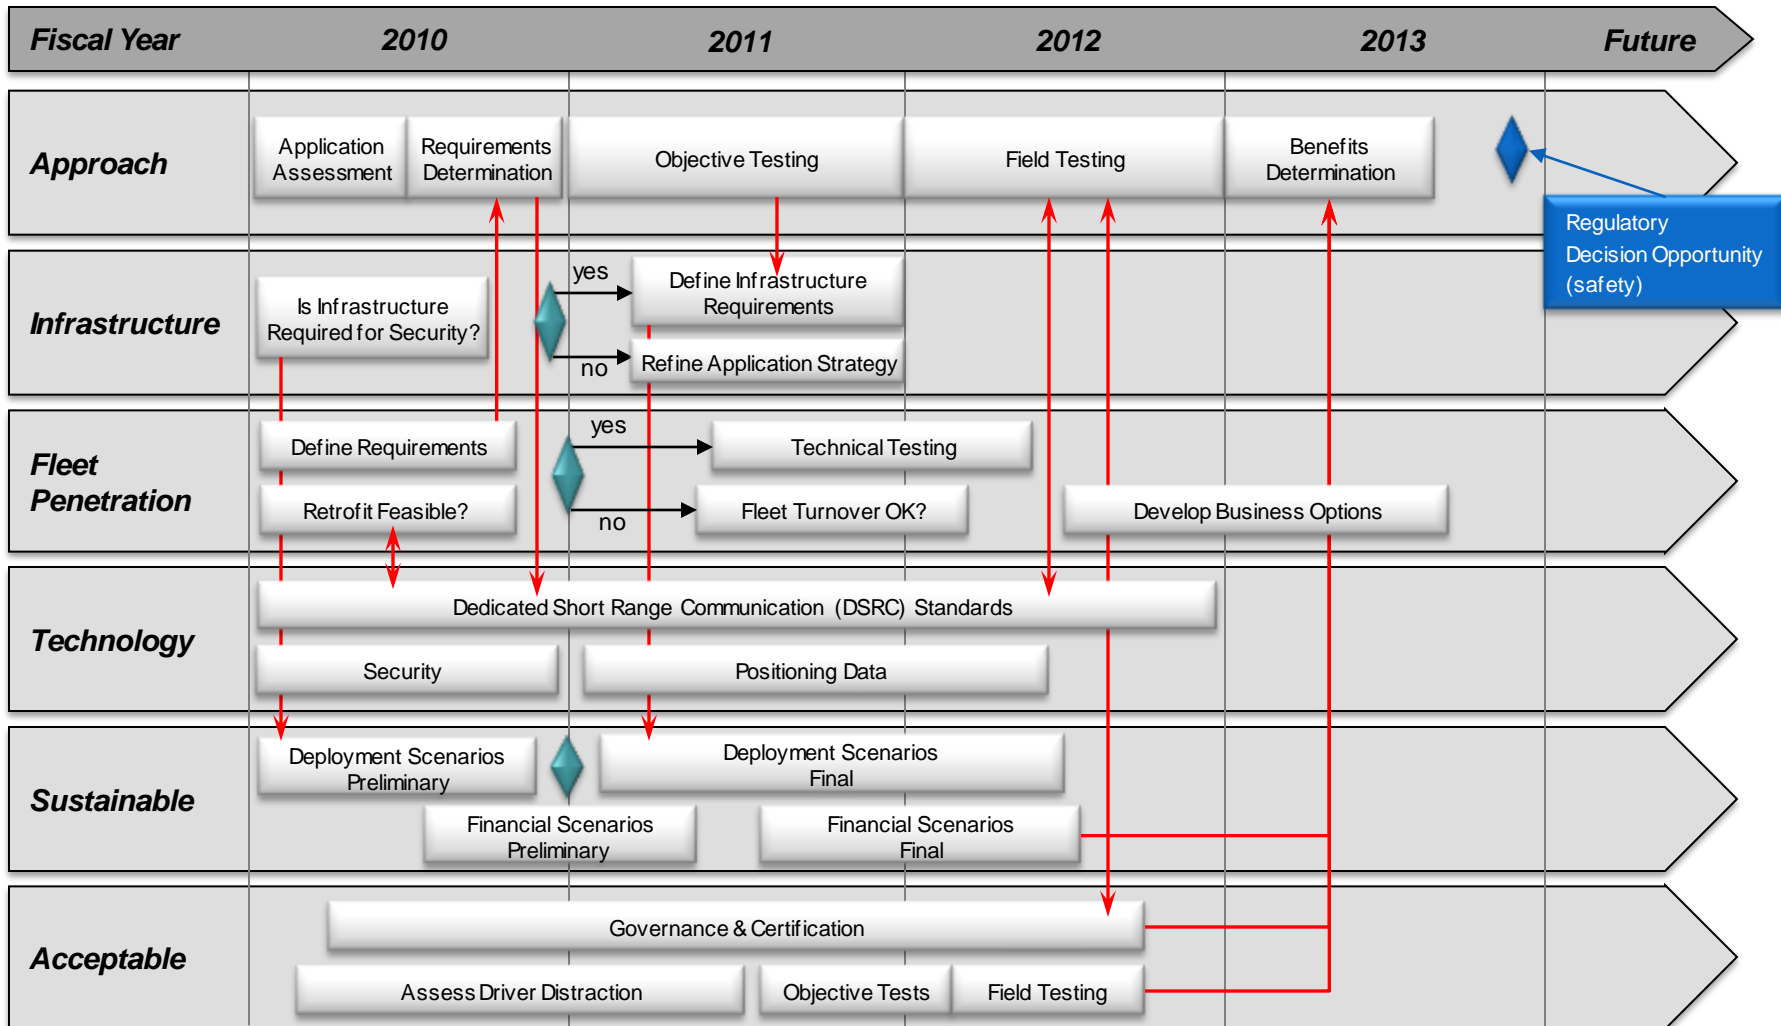 Fiscal Year 2010 2011 2012 2013 Future
Approach
Application
Assessment
Requirements
Determination
Objective Testing
Field Testing
Benefits
Determination
Regulatory
Decision Opportunity
(safety)
Infrastructure
Is Infrastructure
Required for Security?
yes
no
Define Infrastructure
Requirements
Refine Application Strategy
Fleet
Penetration
Define Requirements
Retrofit Feasible?
yes
no
Technical Testing
Fleet Turnover OK?
Develop Business Options
Technology
Dedicated Short Range Communication (DSRC) Standards
Security
Positioning Data
Sustainable
Deployment Scenarios
Preliminary
Deployment Scenarios
Final
Financial Scenarios
Preliminary
Financial Scenarios
Final
Acceptable
Governance & Certification
Assess Driver Distraction
Objective Tests
Field Testing